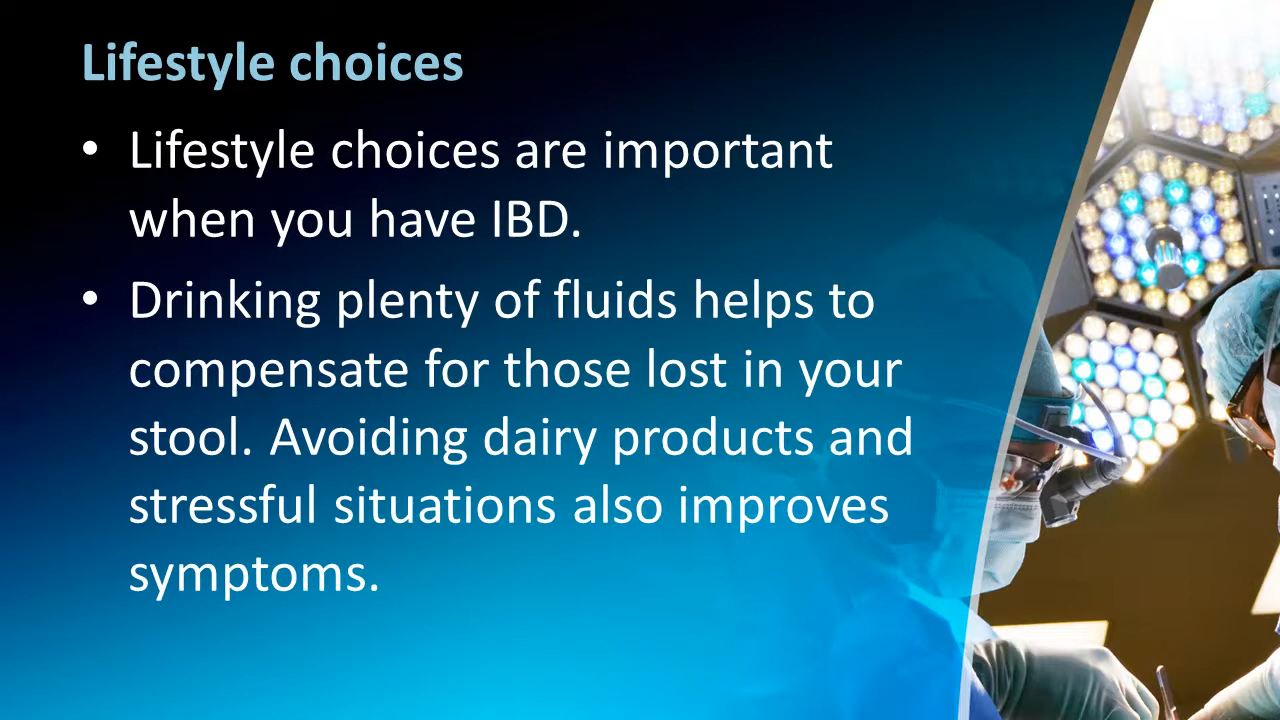 Lifestyle choices
• Lifestyle choices are important
when you have IBD.
• Drinking plenty of fluids helps to
compensate for those lost in your
stool. Avoiding dairy products and
stressful situations also improves
symptoms.